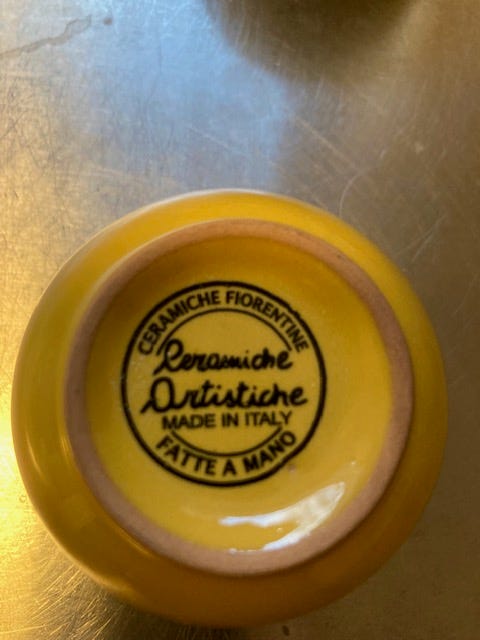 CERAMICHE FIORENTINE
Ceramiche
Artistiche
MADE IN ITALY
FATTE A MANO